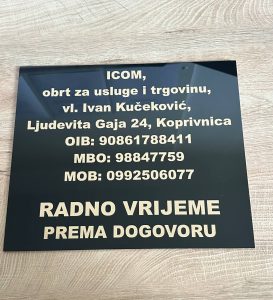 ICOM,
obrt za usluge i trgovinu,
vl. Ivan Kučeković,
Ljudevita Gaja 24, Koprivnica
OIB: 90861788411
MBO: 98847759
MOB: 0992506077
RADNO VRIJEME
PREMA DOGOVORU